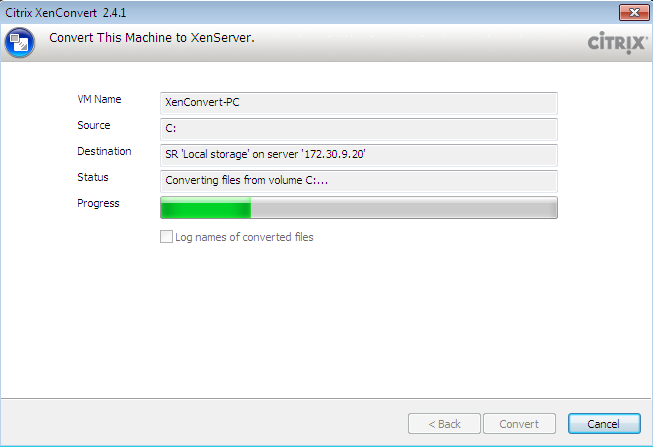 Citrix XenConvert 2.4.1
Convert This Machine to XenServer.
CITRIX
VM Name
XenConvert-PC
Source
C:
Destination
SR 'Local storage' on server '172.30.9.20'
Status
Converting files from volume C:...
Progress
Log names of converted files
< Back
Convert
Cancel